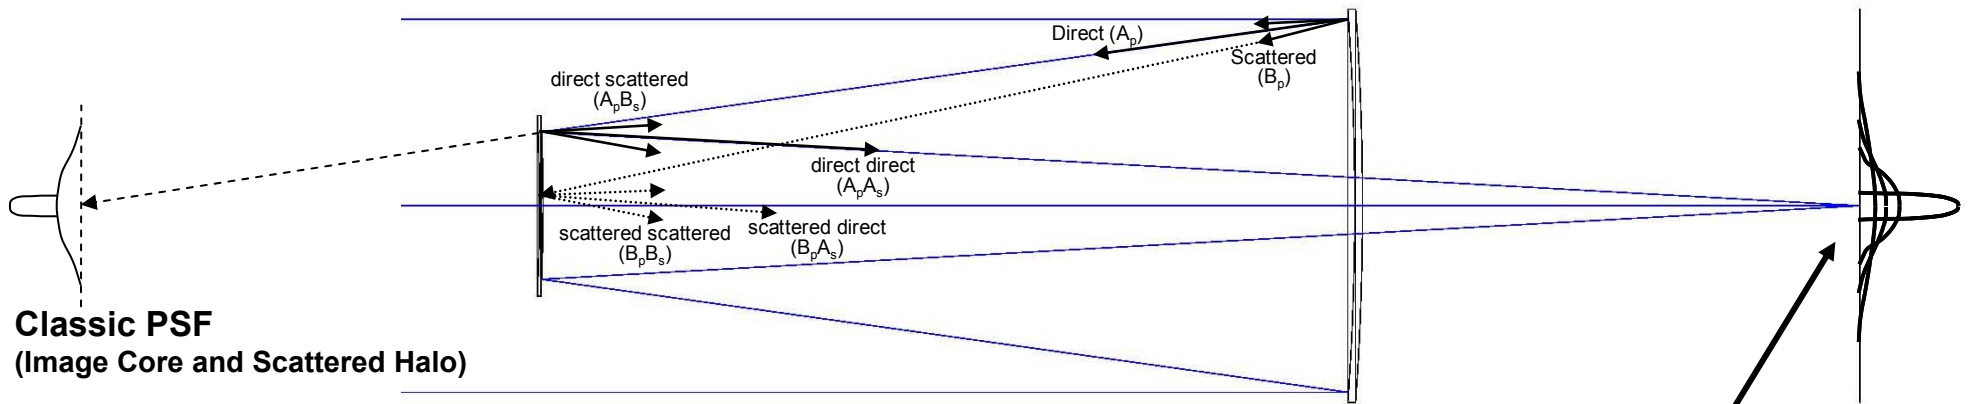 Direct (Ap)
Scattered
(Bp)
direct scattered
(ApBs)
direct direct
(ApAs)
scattered direct
(BpAs)
scattered scattered
(BpBs)
Classic PSF
(Image Core and Scattered Halo)